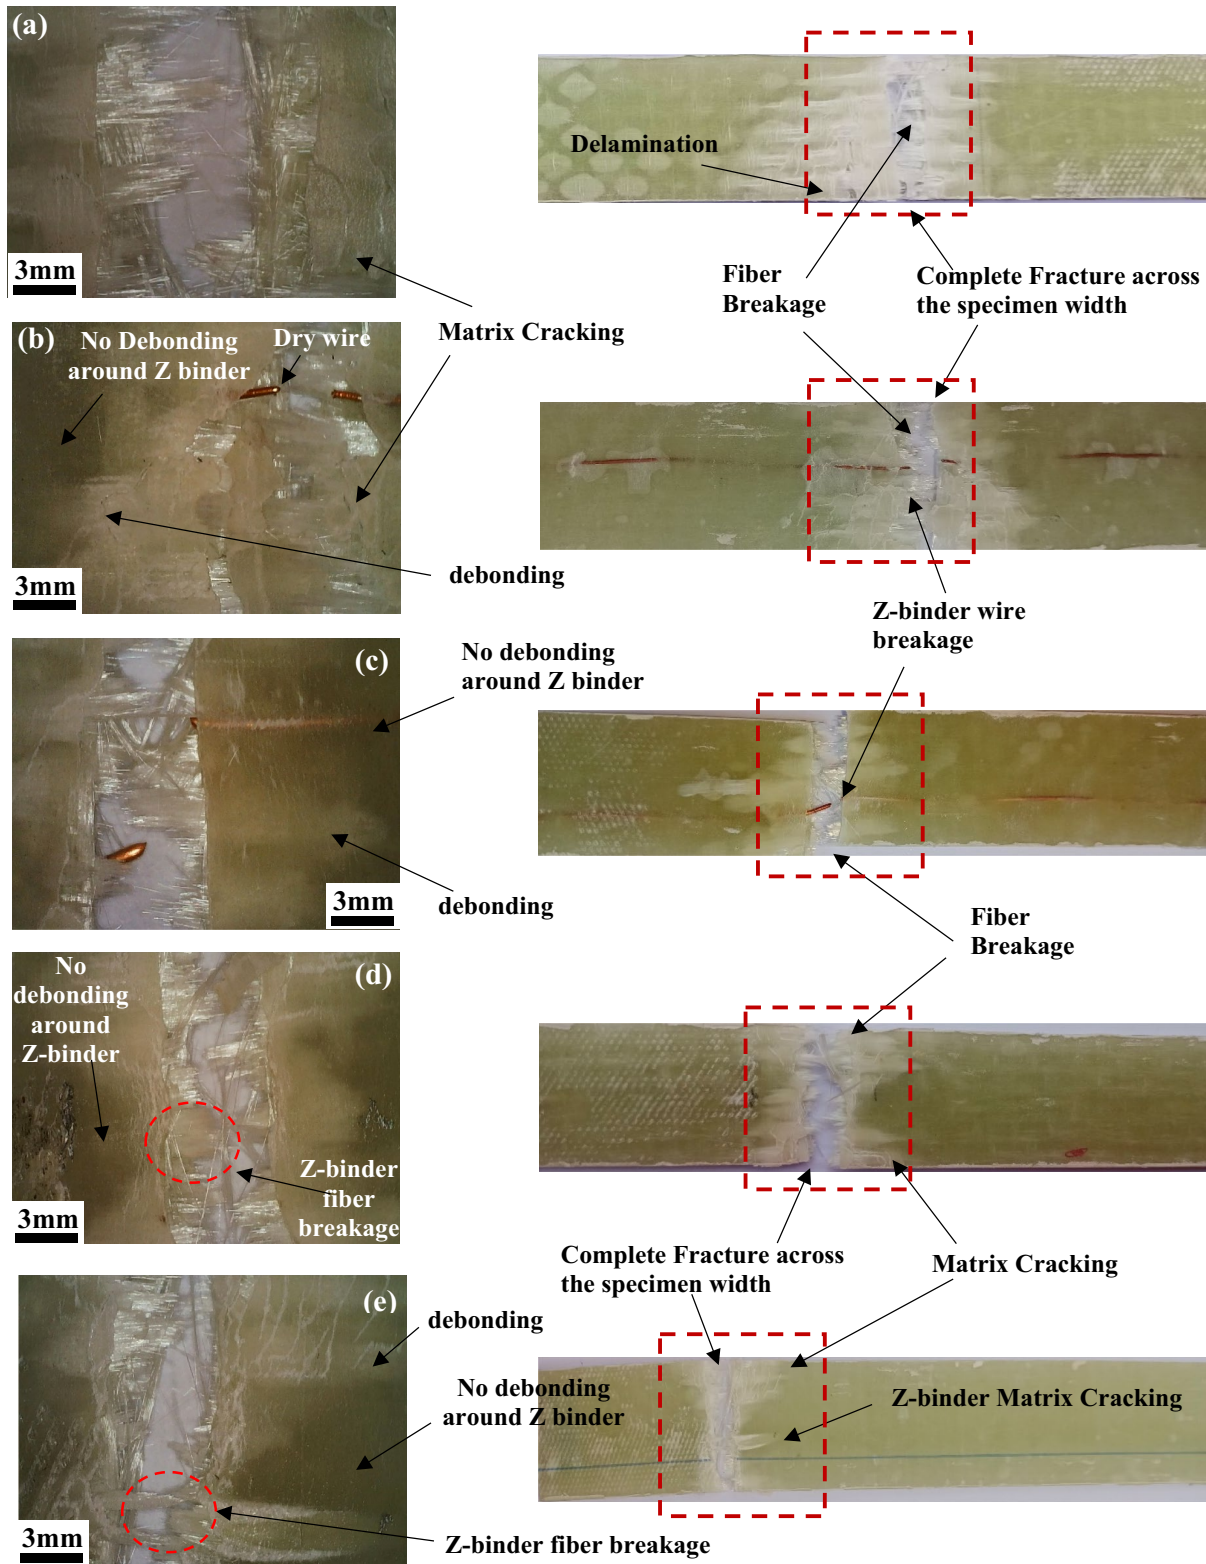 (a)
3mm
Delamination
Fiber
Breakage
Complete Fracture across
the specimen width
Matrix Cracking
(b)
No Debonding
around Z binder
Dry wire
3mm
debonding
Z-binder wire
breakage
(c)
No debonding
around Z binder
3mm
debonding
Fiber
Breakage
(d)
No
debonding
around
Z-binder
Z-binder
fiber
breakage
3mm
Complete Fracture across
the specimen width
Matrix Cracking
(e)
debonding
No debonding
around Z binder
Z-binder Matrix Cracking
3mm
Z-binder fiber breakage